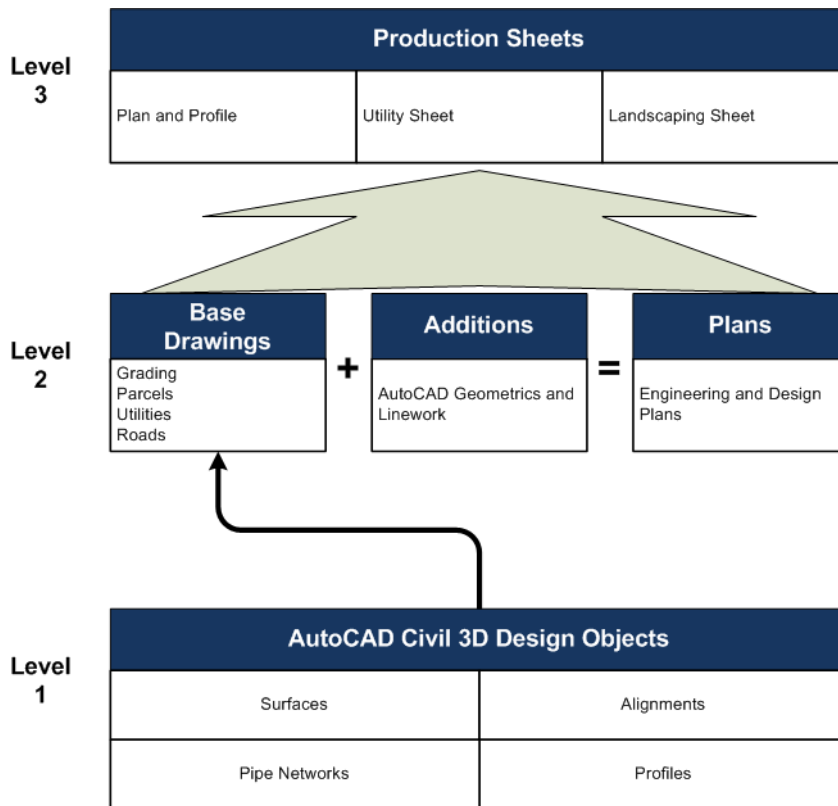 Level
3
Production Sheets
Plan and Profile
Utility Sheet
Landscaping Sheet
Level
2
Base
Drawings
Grading
Parcels
Utilities
Roads
+
Additions
AutoCAD Geometrics and
Linework
=
Plans
Engineering and Design
Plans
Level
1
AutoCAD Civil 3D Design Objects
Surfaces
Alignments
Pipe Networks
Profiles